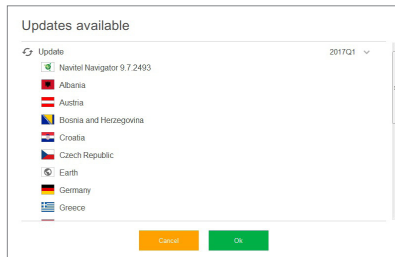 Updates available
Update 2017Q1
Navitel Navigator 9.7.2493
Albania
Austria
Bosnia and Herzegovina
Croatia
Czech Republic
Earth
Germany
Greece
Cancel Ok